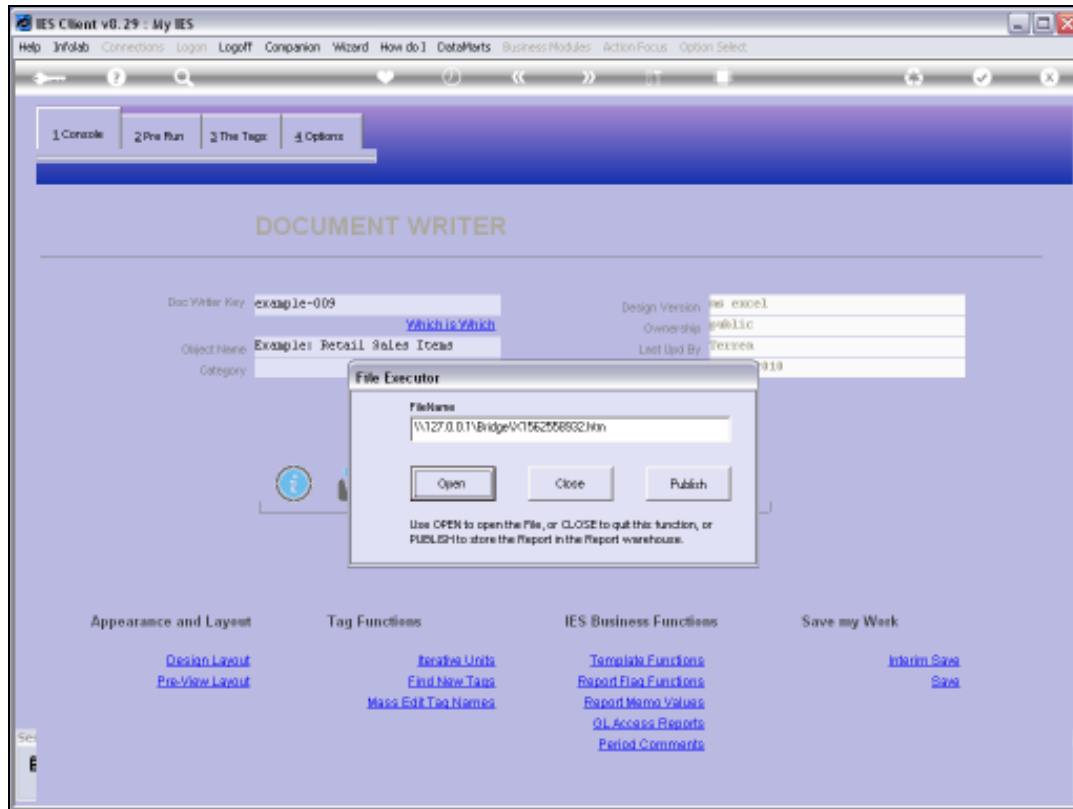 IES Client v8.29 : My IES
Help Infolab Connections Logon Logoff Companion Wizard How do I DataMarts Business Modules Action Focus Option Select
1 Console 2 Pre Run 3 The Tags 4 Options
DOCUMENT WRITER
Doc Writer Key example-009
Design Version ms excel
Which is Which
Ownership public
Object Name Example: Retail Sales Items
Last Upd By
Category
File Executor
FileName
\\127.0.0.1\Bridge\X1562558932.htm
Open Close Publish
Use OPEN to open the File, or CLOSE to quit this function, or
PUBLISH to store the Report in the Report warehouse.
Appearance and Layout Tag Functions IES Business Functions Save my Work
Design Layout Iterative Units Template Functions Interim Save
Pre-View Layout Find New Tags Report Flag Functions Save
Mass Edit Tag Names Report Memo Values
GL Access Reports
Period Comments